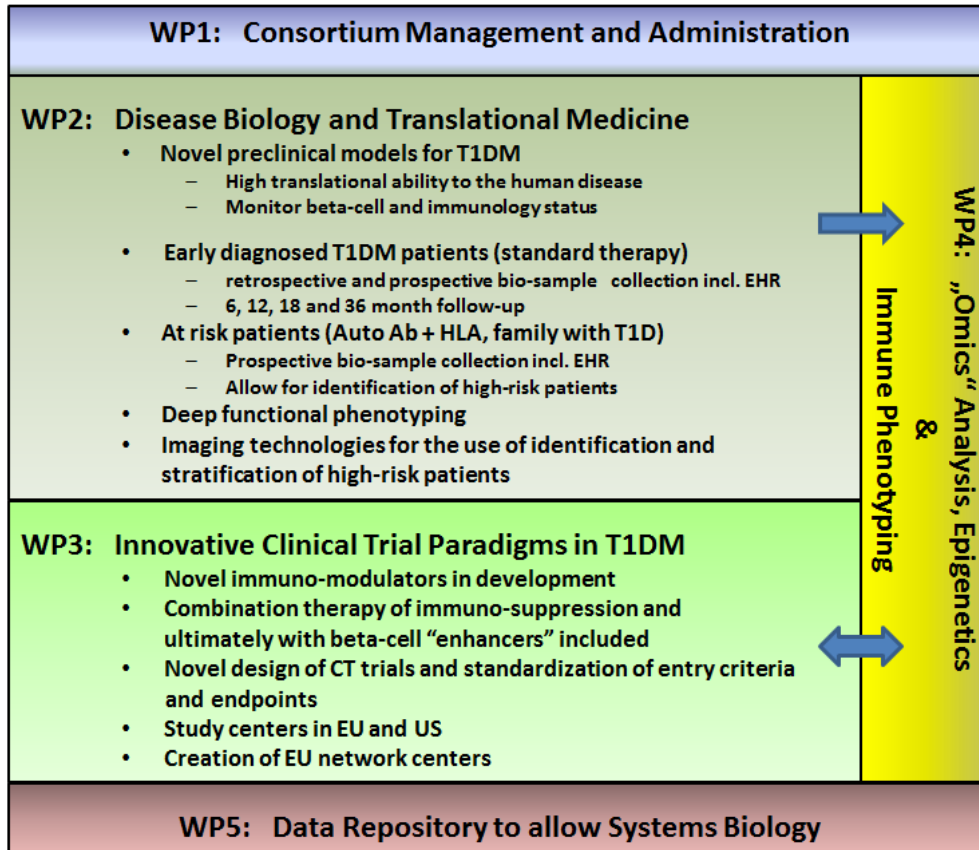 WP1: Consortium Management and Administration
WP2: Disease Biology and Translational Medicine
• Novel preclinical models for T1DM
– High translational ability to the human disease
– Monitor beta-cell and immunology status
• Early diagnosed T1DM patients (standard therapy)
– retrospective and prospective bio-sample collection incl. EHR
– 6, 12, 18 and 36 month follow-up
• At risk patients (Auto Ab + HLA, family with T1D)
– Prospective bio-sample collection incl. EHR
– Allow for identification of high-risk patients
• Deep functional phenotyping
• Imaging technologies for the use of identification and
stratification of high-risk patients
WP3: Innovative Clinical Trial Paradigms in T1DM
• Novel immuno-modulators in development
• Combination therapy of immuno-suppression and
ultimately with beta-cell “enhancers” included
• Novel design of CT trials and standardization of entry criteria
and endpoints
• Study centers in EU and US
• Creation of EU network centers
WP4: „Omics“ Analysis, Epigenetics
&
Immune Phenotyping
WP5: Data Repository to allow Systems Biology